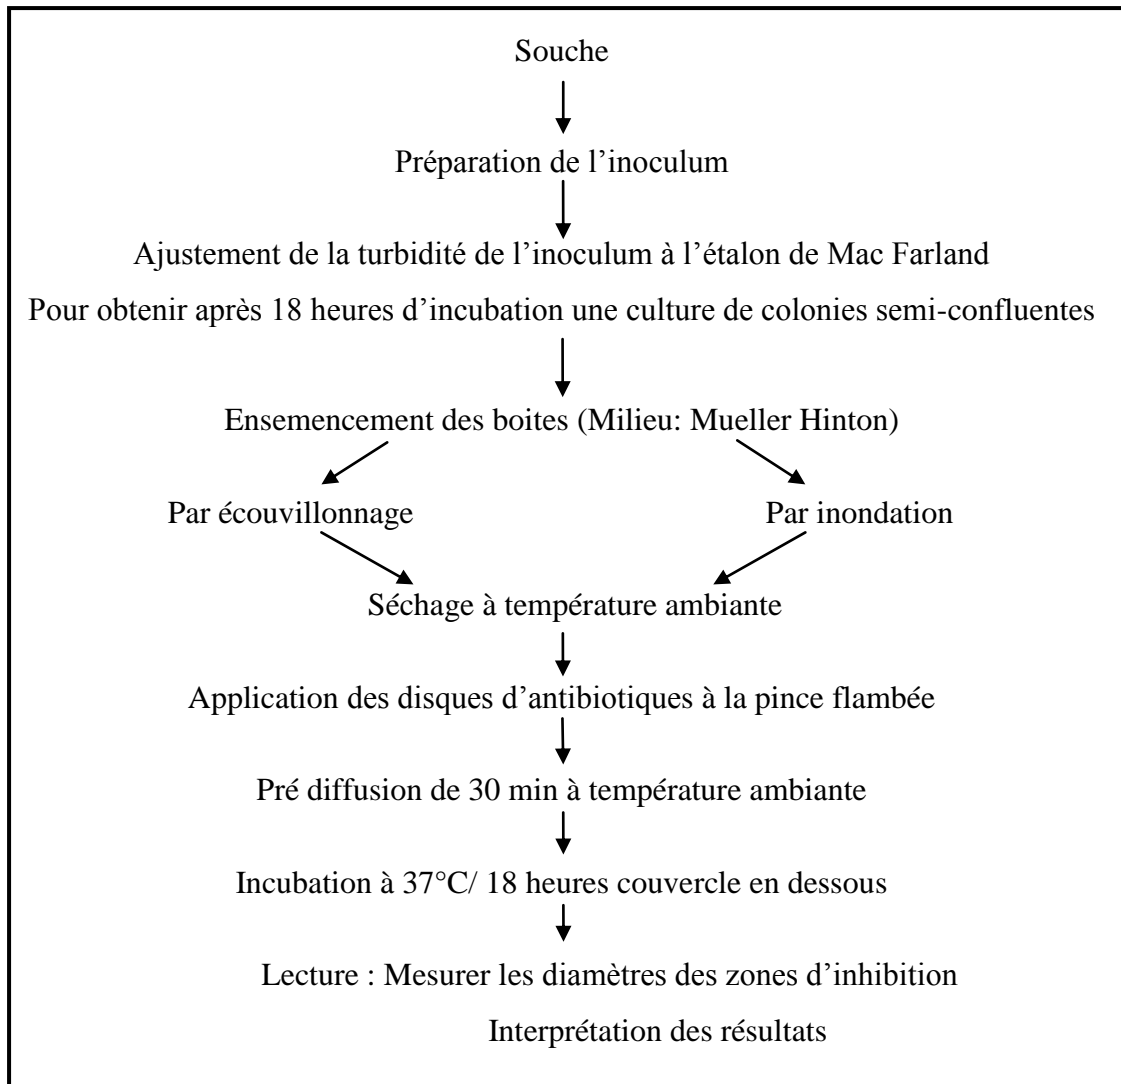 Souche
Préparation de l’inoculum
Ajustement de la turbidité de l’inoculum à l’étalon de Mac Farland
Pour obtenir après 18 heures d’incubation une culture de colonies semi-confluentes
Ensemencement des boites (Milieu: Mueller Hinton)
Par écouvillonnage
Par inondation
Séchage à température ambiante
Application des disques d’antibiotiques à la pince flambée
Pré diffusion de 30 min à température ambiante
Incubation à 37°C/ 18 heures couvercle en dessous
Lecture : Mesurer les diamètres des zones d’inhibition
Interprétation des résultats